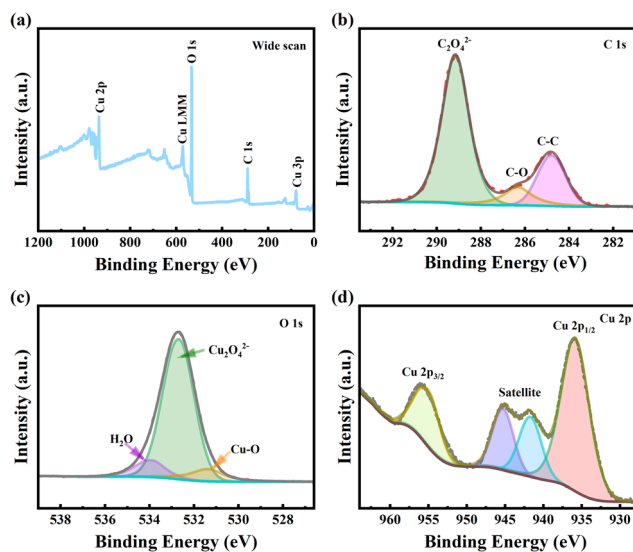 (a)
Wide scan
O 1s
Cu 2p
Cu LMM
C 1s
Cu 3p
Intensity (a.u.)
1200 1000 800 600 400 200 0
Binding Energy (eV)
(b)
C 1s
C₂O₄²⁻
C-C
C-O
Intensity (a.u.)
292 290 288 286 284 282
Binding Energy (eV)
(c)
O 1s
Cu₂O₄²⁻
H₂O
Cu-O
Intensity (a.u.)
538 536 534 532 530 528
Binding Energy (eV)
(d)
Cu 2p
Cu 2p₁/₂
Cu 2p₃/₂
Satellite
Intensity (a.u.)
960 955 950 945 940 935 930
Binding Energy (eV)